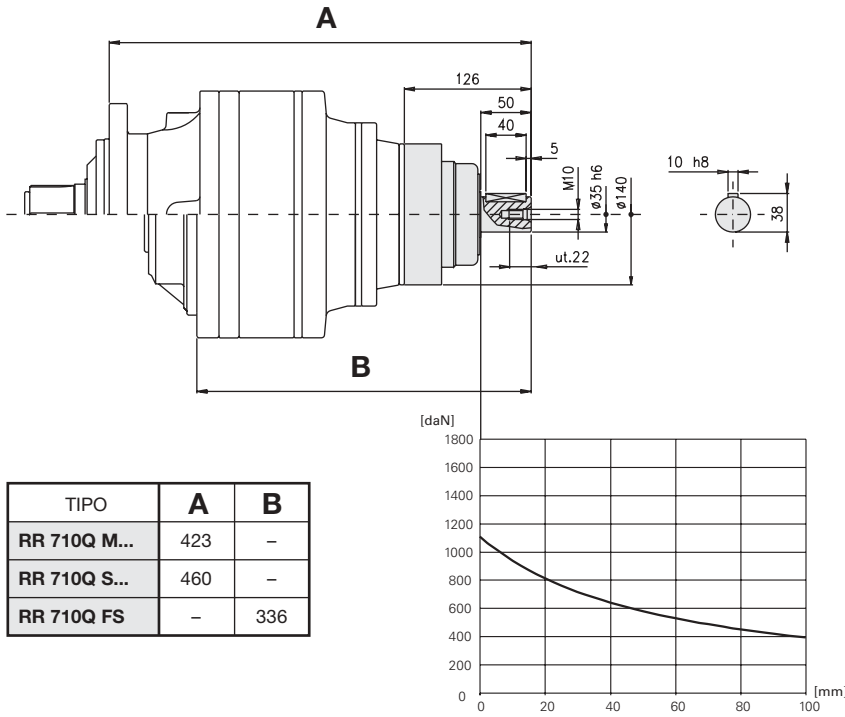 A
126
50
40
5
M10
ø35 h6
ø140
ut.22
10 h8
38
B
[daN]
1800
1600
1400
1200
1000
800
600
400
200
0
0 20 40 60 80 100
[mm]
TIPO A B
RR 710Q M... 423 –
RR 710Q S... 460 –
RR 710Q FS – 336